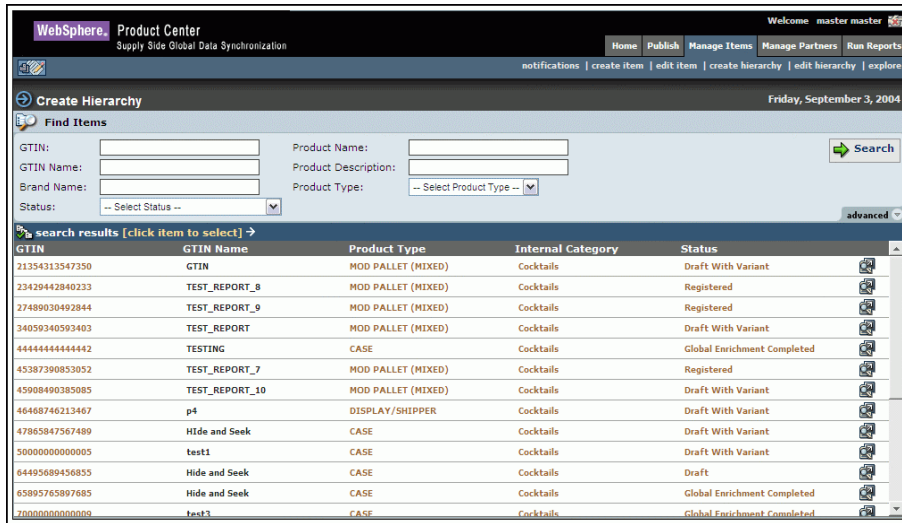 WebSphere. Product Center
Supply Side Global Data Synchronization
Welcome master master
Home Publish Manage Items Manage Partners Run Reports
notifications | create item | edit item | create hierarchy | edit hierarchy | explore
Create Hierarchy Friday, September 3, 2004
Find Items
GTIN: Product Name: Search
GTIN Name: Product Description:
Brand Name: Product Type: -- Select Product Type --
Status: -- Select Status --
advanced
search results [click item to select]
GTIN GTIN Name Product Type Internal Category Status
21354313547350 GTIN MOD PALLET (MIXED) Cocktails Draft With Variant
23429442840233 TEST_REPORT_8 MOD PALLET (MIXED) Cocktails Registered
27489030492844 TEST_REPORT_9 MOD PALLET (MIXED) Cocktails Registered
34059340593403 TEST_REPORT MOD PALLET (MIXED) Cocktails Draft With Variant
44444444444442 TESTING CASE Cocktails Global Enrichment Completed
45387390853052 TEST_REPORT_7 MOD PALLET (MIXED) Cocktails Registered
45908490385085 TEST_REPORT_10 MOD PALLET (MIXED) Cocktails Draft With Variant
46468746213467 p4 DISPLAY/SHIPPER Cocktails Draft With Variant
47865847567489 HIde and Seek CASE Cocktails Draft With Variant
50000000000005 test1 CASE Cocktails Draft With Variant
64495689456855 Hide and Seek CASE Cocktails Draft
65895765897685 Hide and Seek CASE Cocktails Global Enrichment Completed
70000000000009 test3 CASE Cocktails Global Enrichment Completed